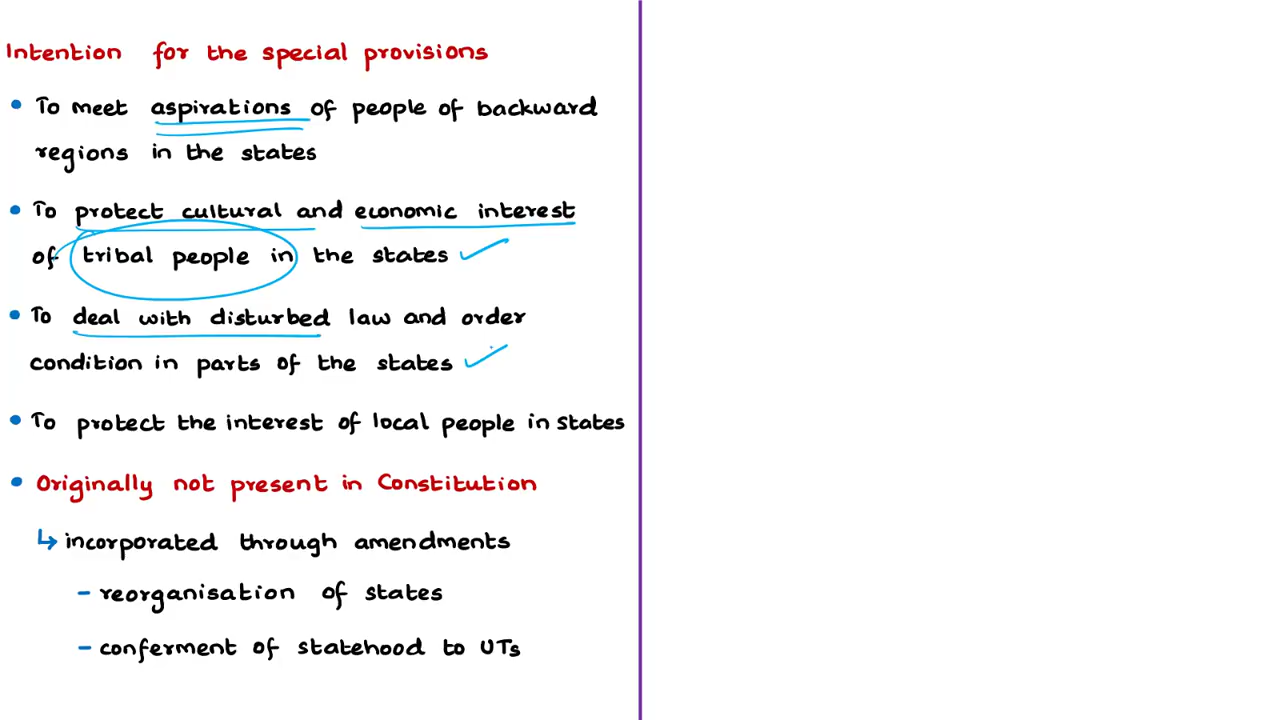 Intention for the special provisions
• To meet aspirations of people of backward
regions in the states
• To protect cultural and economic interest
of tribal people in the states ✓
• To deal with disturbed law and order
condition in parts of the states ✓
• To protect the interest of local people in states
• Originally not present in Constitution
↳ incorporated through amendments
- reorganisation of states
- conferment of statehood to UTs